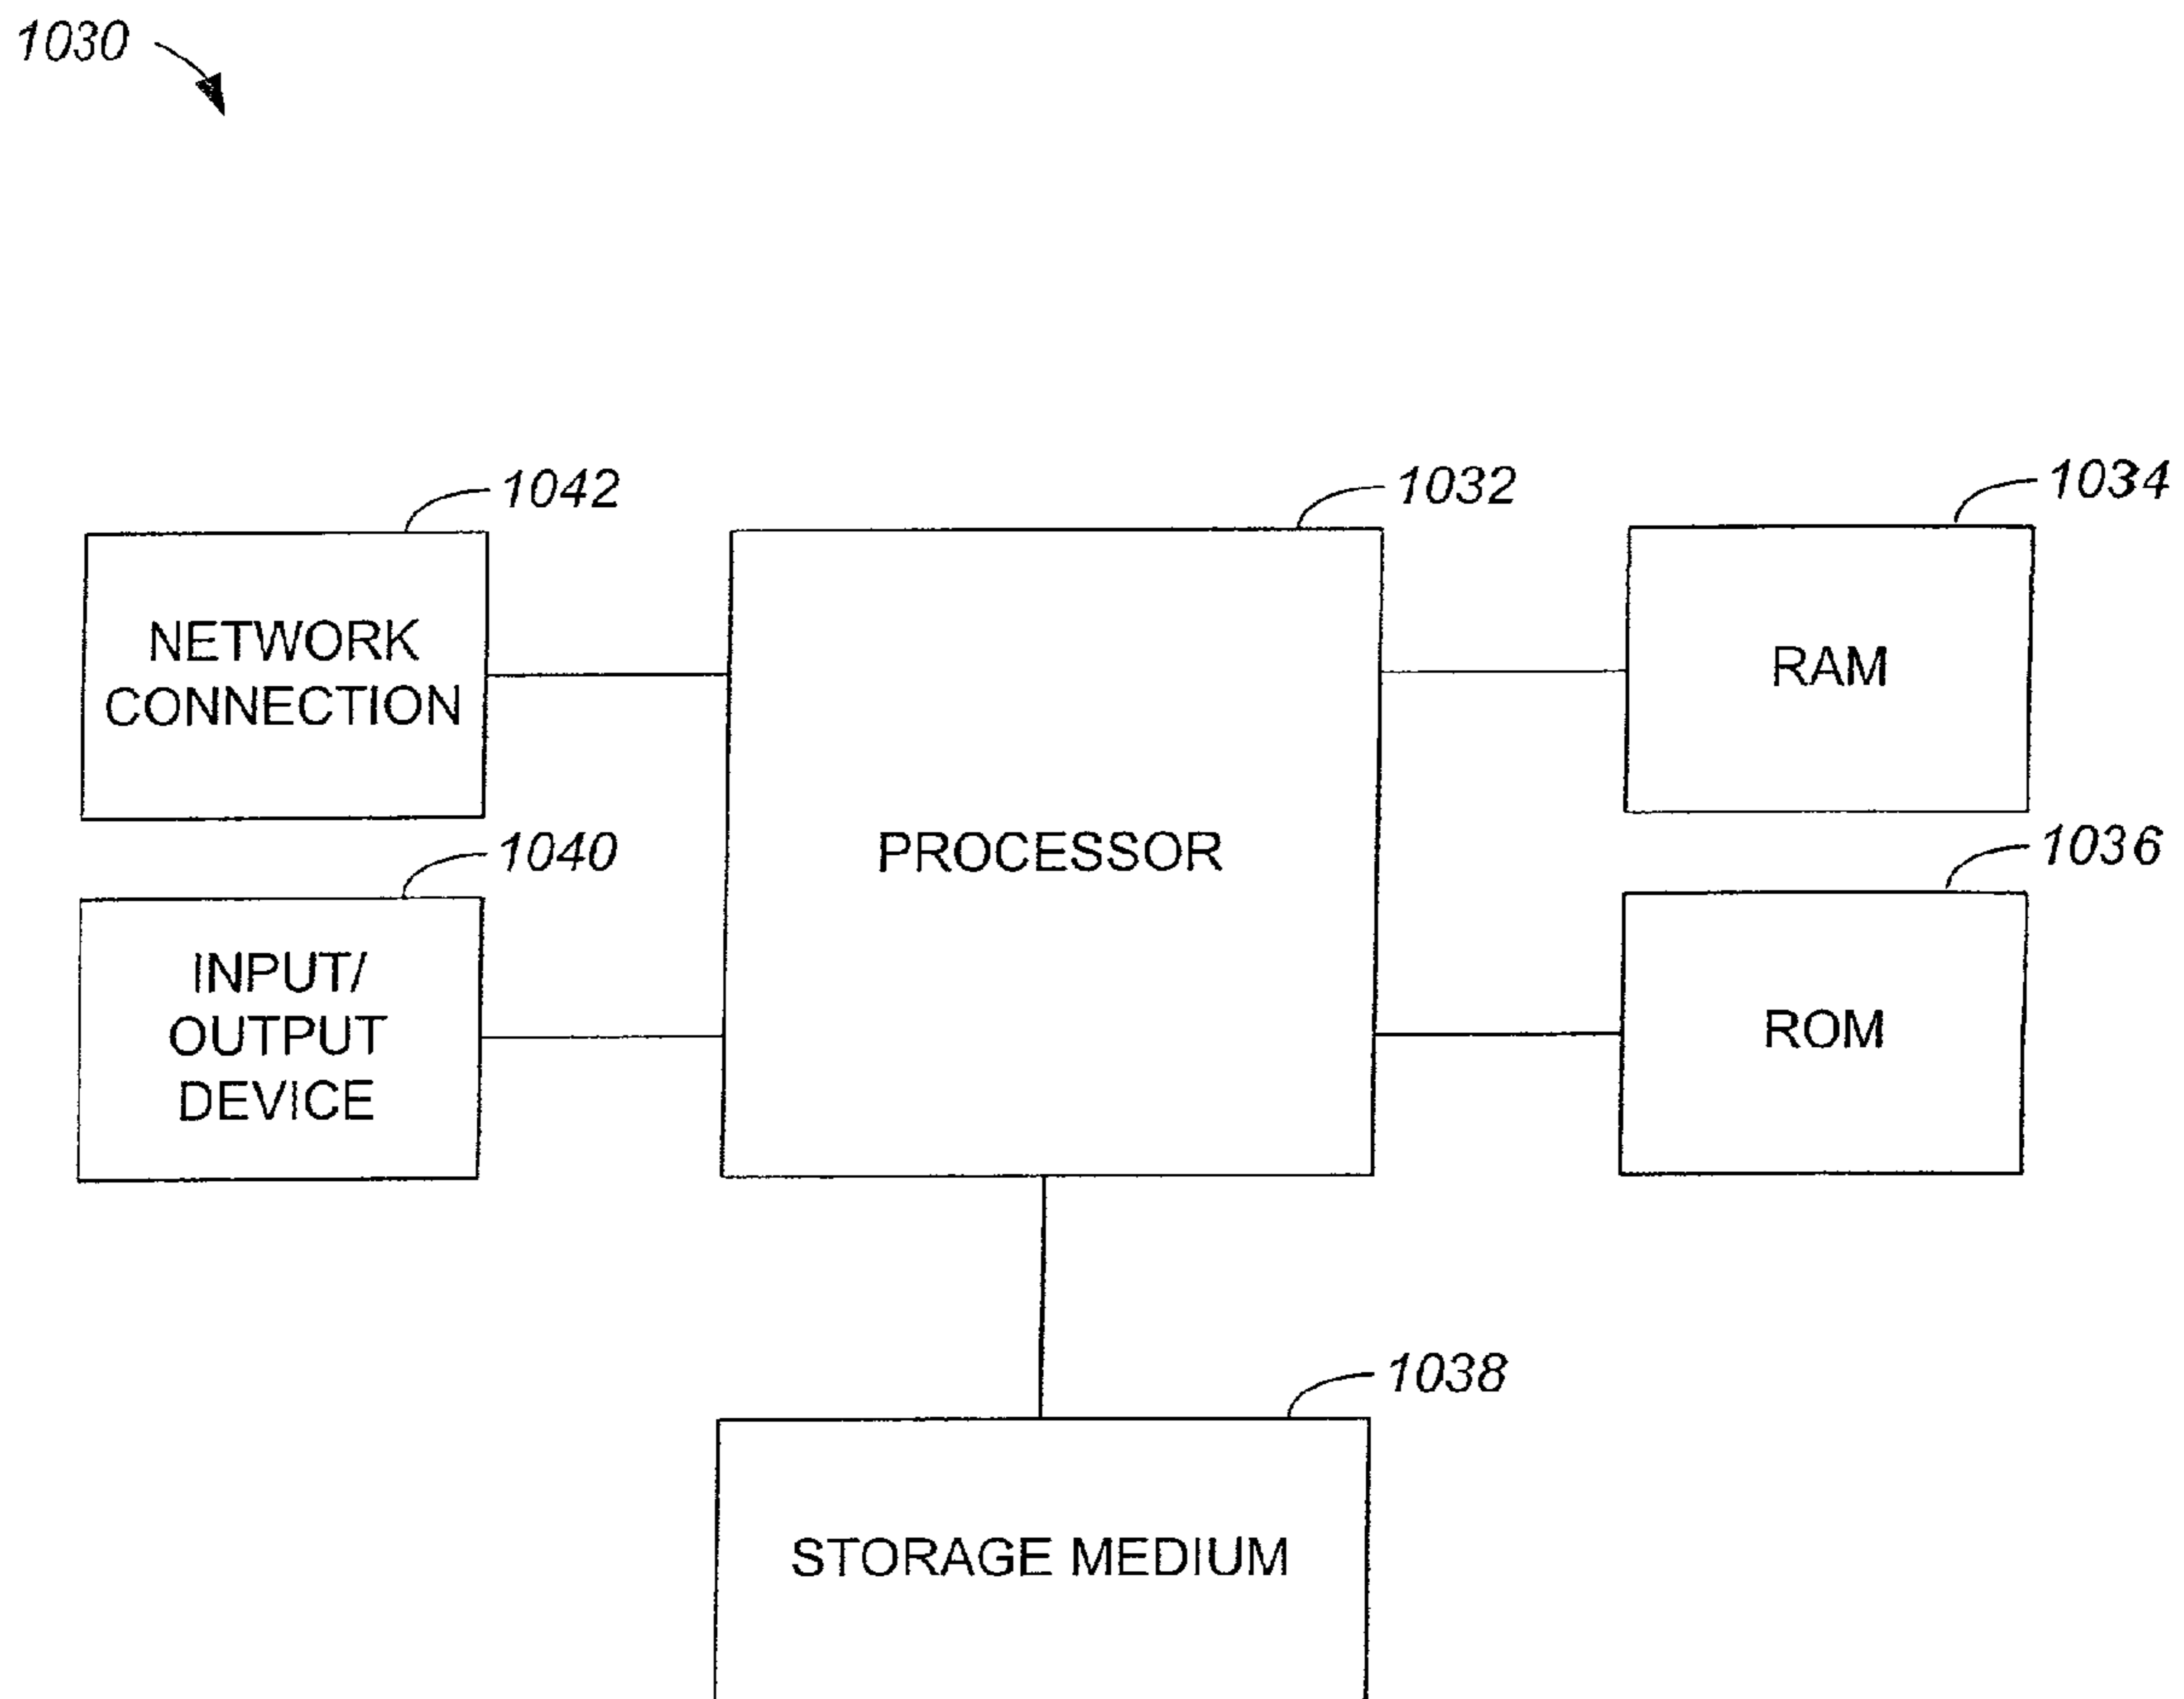 1030
1042
1032
1034
NETWORK
CONNECTION
RAM
1040
PROCESSOR
1036
INPUT/
OUTPUT
DEVICE
ROM
1038
STORAGE MEDIUM